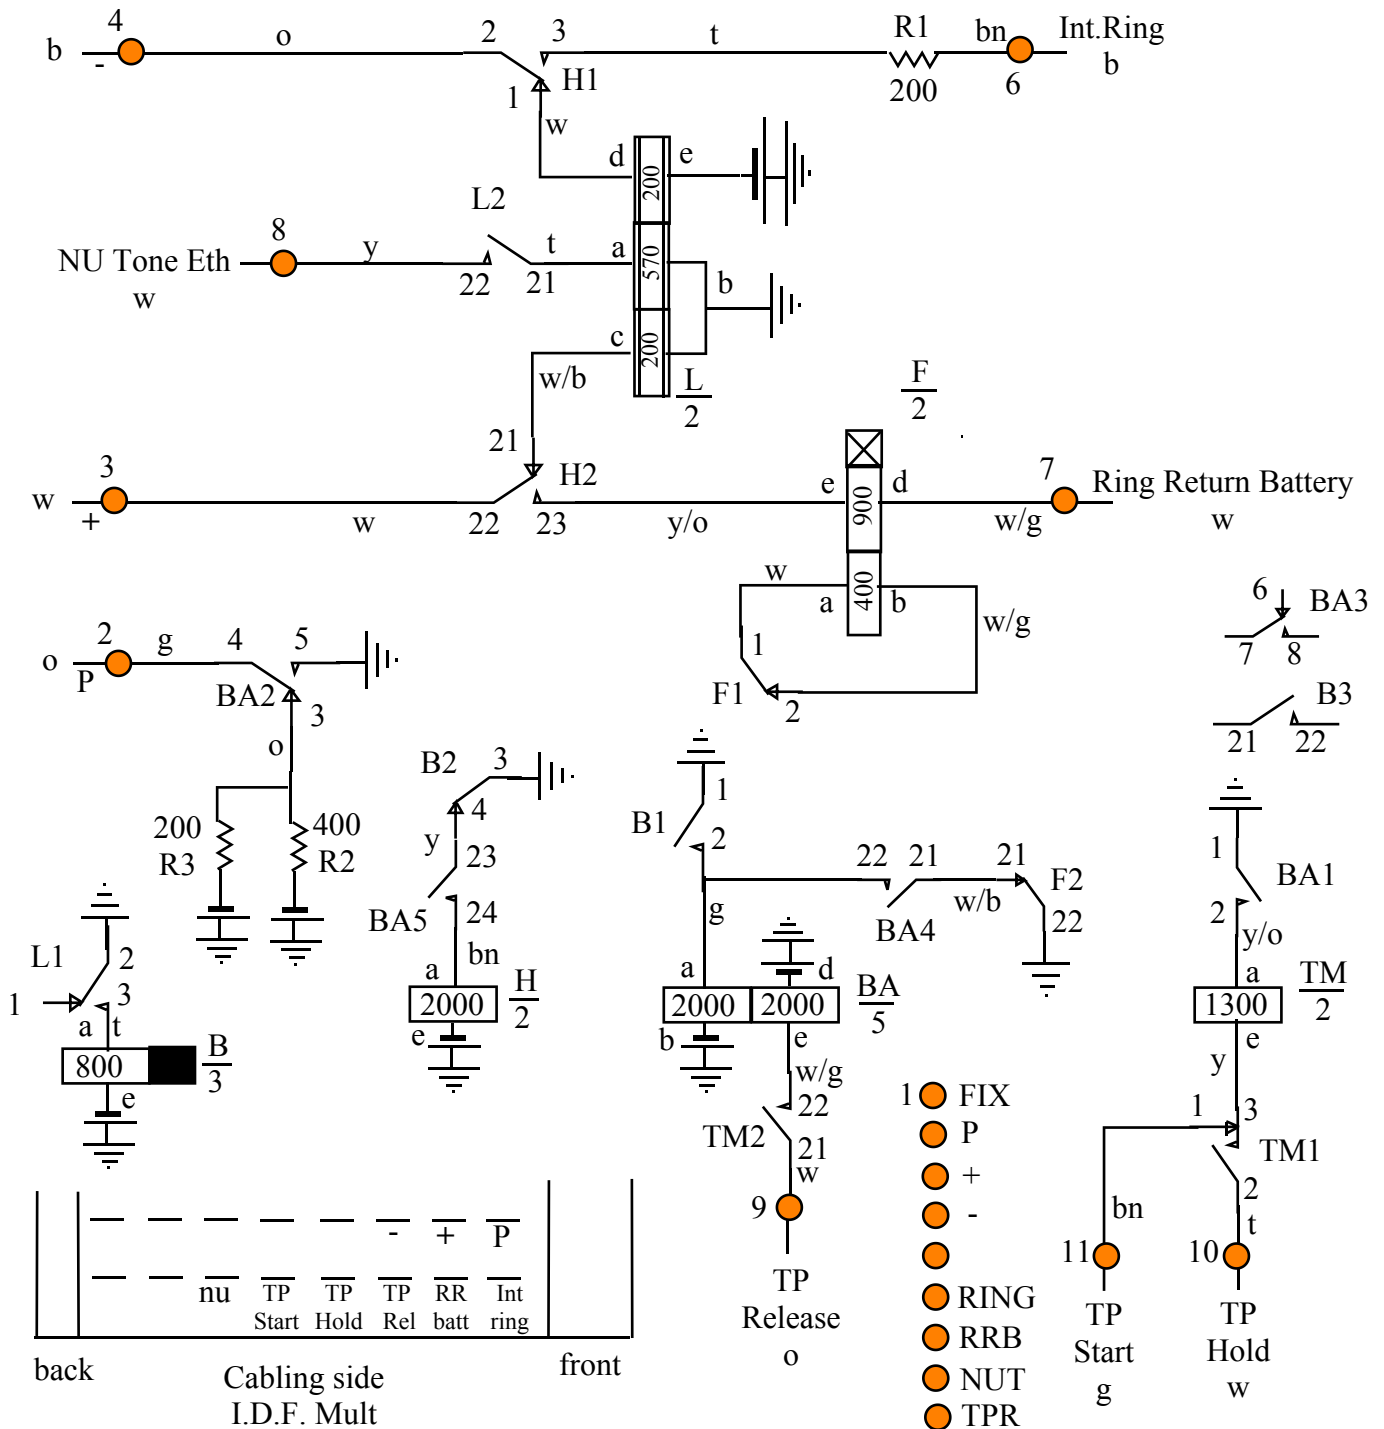 4 o 2 3 t R1 bn Int.Ring
b - H1 200 6 b
1
w
d 200 e
L2
8 y t a 570
NU Tone Eth 22 21 b
w
c 200
w/b L
2
F
2
21
3 H2 e 900 d 7 Ring Return Battery
w + w 22 23 y/o w/g w
w a 400 b
w/g
1
F1 2
6 BA3
7 8
B3
21 22
2 g 4 5
o P BA2
3
o
200 400
R3 R2
B2 3
4
y
23
BA5 24
bn
a
2000 H
e 2
1
B1 2
22 21 21 F2
g BA4 w/b 22
a d
2000 2000 BA
b e 5
w/g
22
TM2 21
w
9
TP
Release
o
1
BA1
2
y/o
a
1300 TM
e 2
y
1 3
TM1
2
bn t
11 10
TP TP
Start Hold
g w
L1 2
1 3
a t
800 B
e 3
1 FIX
P
+
-
RING
RRB
NUT
TPR
- + P
nu TP TP TP RR Int
Start Hold Rel batt ring
back front
Cabling side
I.D.F. Mult